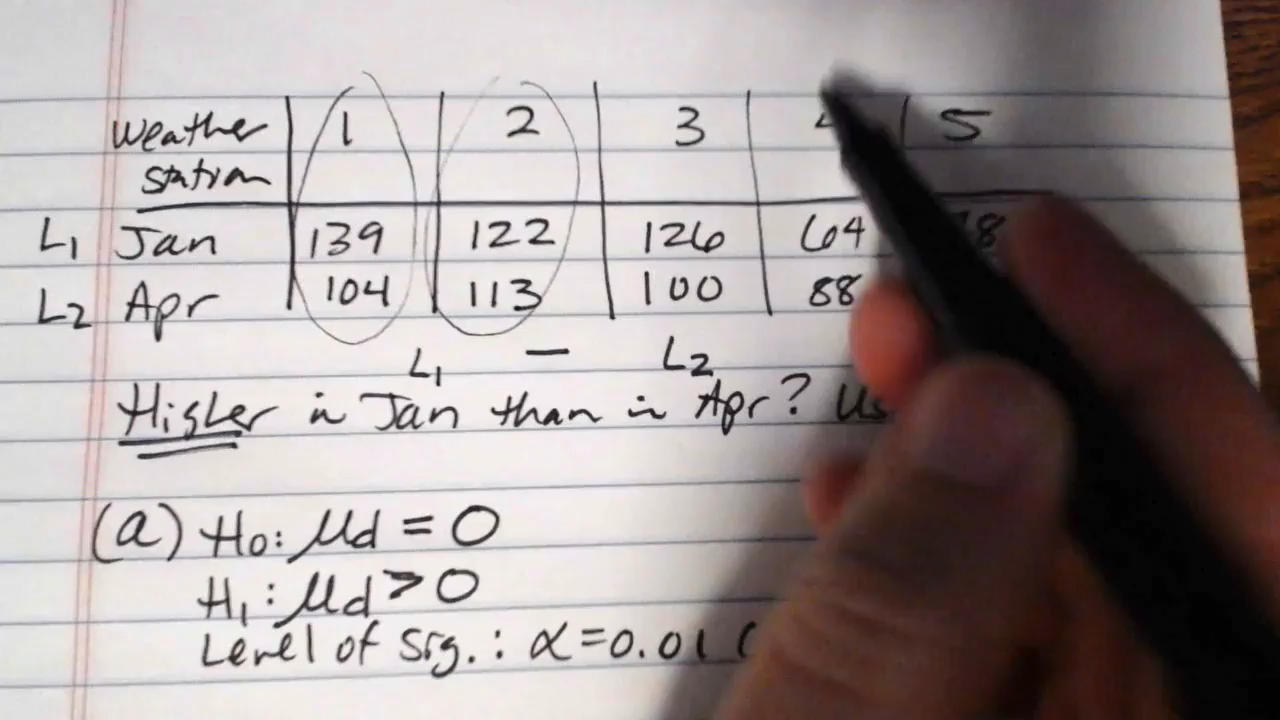 Weather 1 2 3 4 5
station
L1 Jan 139 122 126 64
L2 Apr 104 113 100 88
L1 — L2
Higher in Jan than in Apr?
(a) H0: μd = 0
H1: μd > 0
Level of sig.: α = 0.01 (